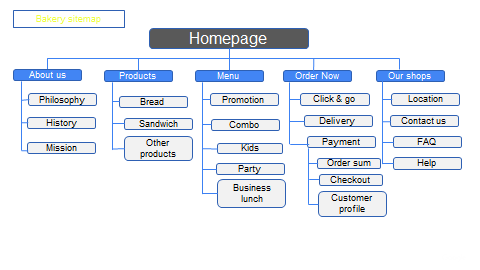 Bakery sitemap
Homepage
About us
Products
Menu
Order Now
Our shops
Philosophy
History
Mission
Bread
Sandwich
Other
products
Promotion
Combo
Kids
Party
Business
lunch
Click & go
Delivery
Payment
Order sum
Checkout
Customer
profile
Location
Contact us
FAQ
Help